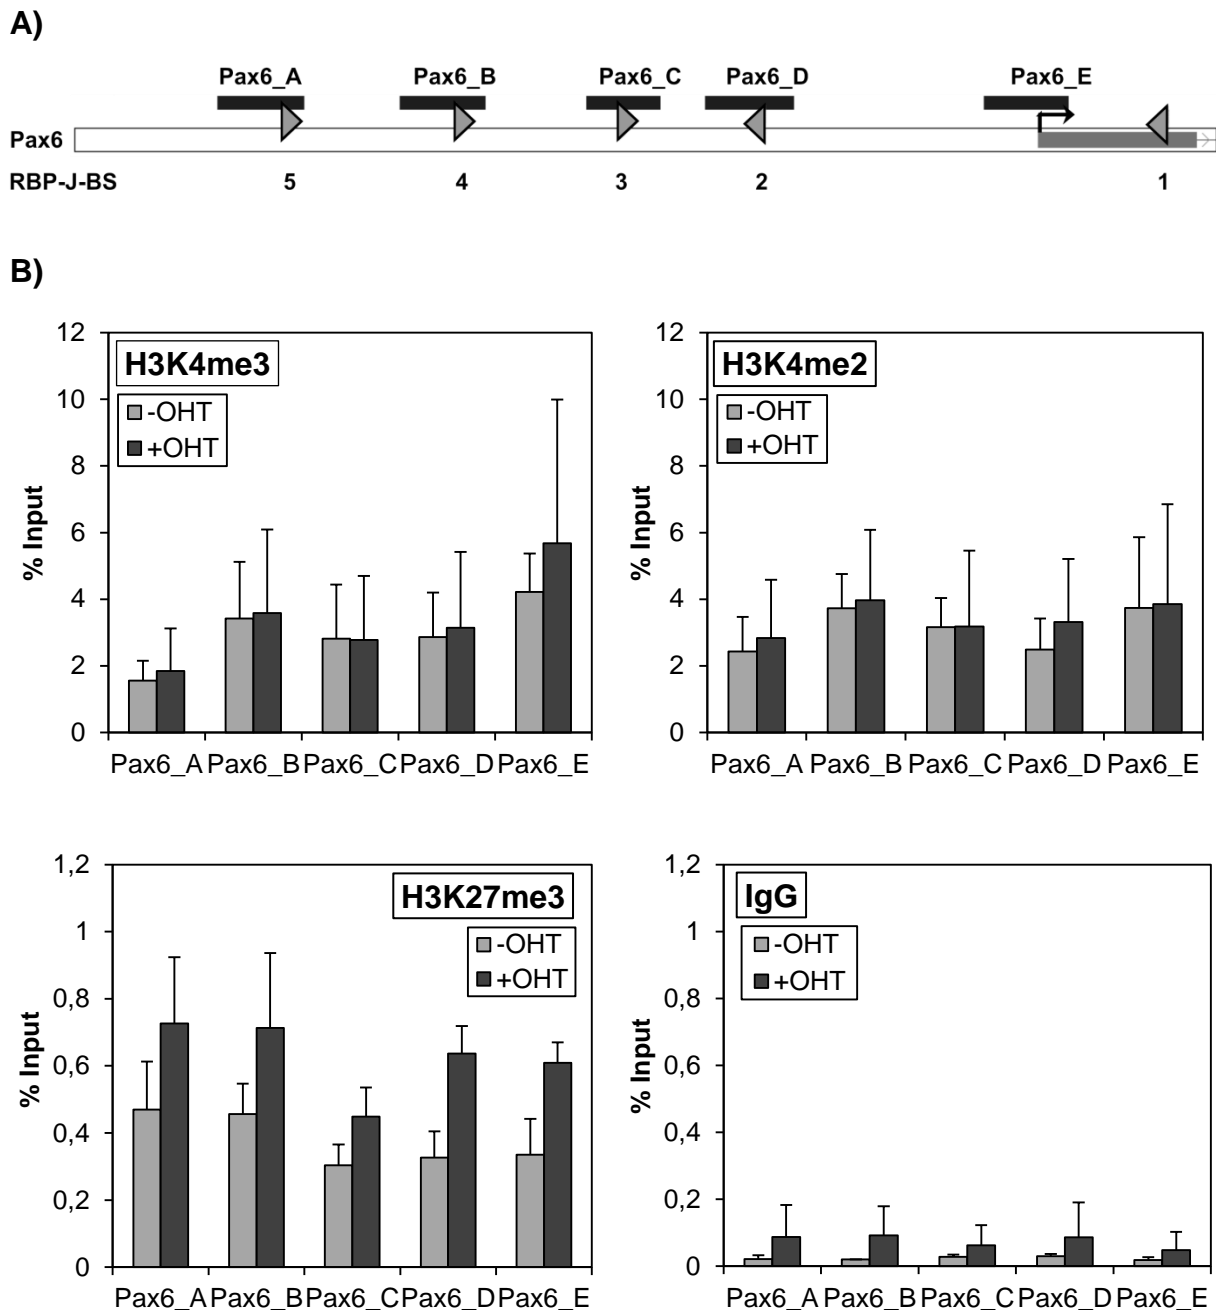 A)
Pax6_A Pax6_B Pax6_C Pax6_D Pax6_E
Pax6
RBP-J-BS 5 4 3 2 1
B)
H3K4me3
-OHT
+OHT
% Input
12
10
8
6
4
2
0
Pax6_A Pax6_B Pax6_C Pax6_D Pax6_E
H3K4me2
-OHT
+OHT
% Input
12
10
8
6
4
2
0
Pax6_A Pax6_B Pax6_C Pax6_D Pax6_E
H3K27me3
-OHT
+OHT
% Input
1,2
1
0,8
0,6
0,4
0,2
0
Pax6_A Pax6_B Pax6_C Pax6_D Pax6_E
IgG
-OHT
+OHT
% Input
1,2
1
0,8
0,6
0,4
0,2
0
Pax6_A Pax6_B Pax6_C Pax6_D Pax6_E